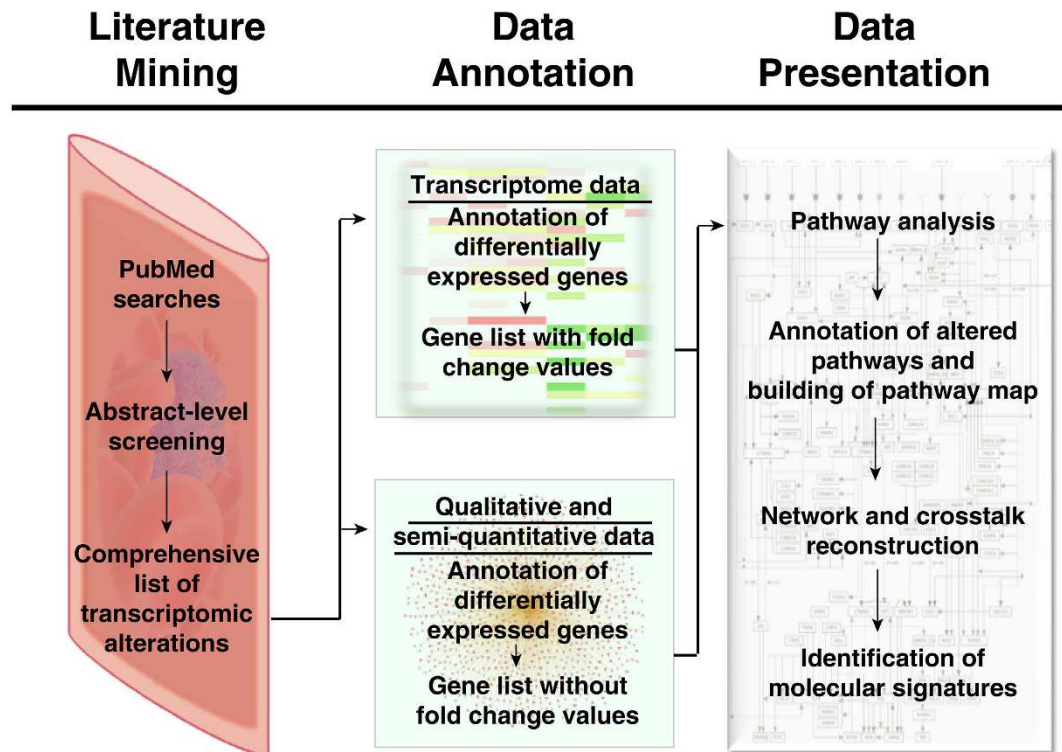 Literature
Mining
Data
Annotation
Data
Presentation
PubMed
searches
Abstract-level
screening
Comprehensive
list of
transcriptomic
alterations
Transcriptome data
Annotation of
differentially
expressed genes
Gene list with fold
change values
Qualitative and
semi-quantitative data
Annotation of
differentially
expressed genes
Gene list without
fold change values
Pathway analysis
Annotation of altered
pathways and
building of pathway map
Network and crosstalk
reconstruction
Identification of
molecular signatures